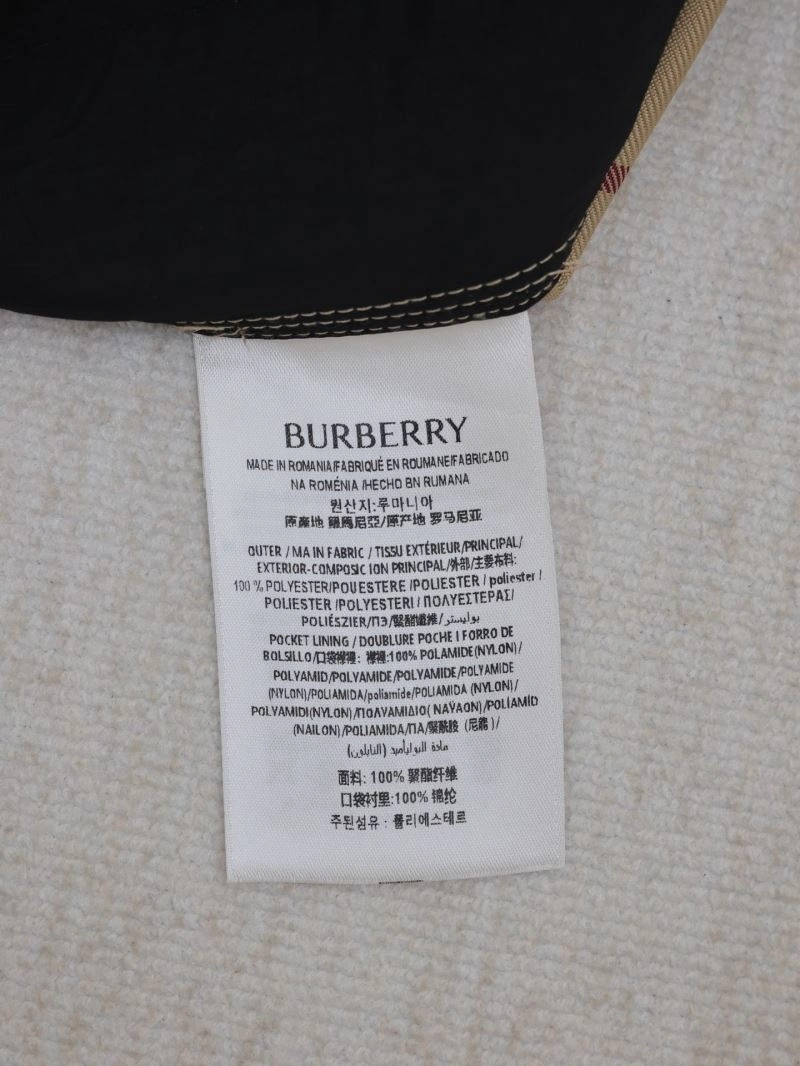 BURBERRY
MADE IN ROMANIA/FABRIQUÉ EN ROUMANE/FABRICADO
NA ROMÉNIA /HECHO BN RUMANA
원산지:루마니아
原產地 羅馬尼亞/原产地 罗马尼亚
OUTER / MA IN FABRIC / TISSU EXTÉRIEUR/PRINCIPAL/
EXTERIOR-COMPOSIC ION PRINCIPAL/外部/主要布料:
100 % POLYESTER/POUESTERE /POLIESTER / poliester /
POLIESTER /POLYESTERI / ΠΟΛΥΕΣΤΕΡΑΣ/
POLIÉSZIER/ПЭ/聚酯纖維/بوليستر/
POCKET LINING / DOUBLURE POCHE I FORRO DE
BOLSILLO/口袋裡襯: 襯裡:100% POLAMIDE(NYLON)/
POLYAMID/POLYAMIDE/POLYAMIDE/POLYAMIDE
(NYLON)/POLIAMIDA/poliamide/POLIAMIDA (NYLON)/
POLYAMIDI(NYLON)/ΠΟΛΥΑΜΙΔΙΟ( ΝΑΫΛΟΝ)/POLÍAMÍD
(NAILON)/POLIAMIDA/ПА/聚酰胺 (尼龍)/
مادة البولياميد (النايلون)
面料: 100% 聚酯纤维
口袋衬里:100% 锦纶
주된섬유 : 폴리에스테르